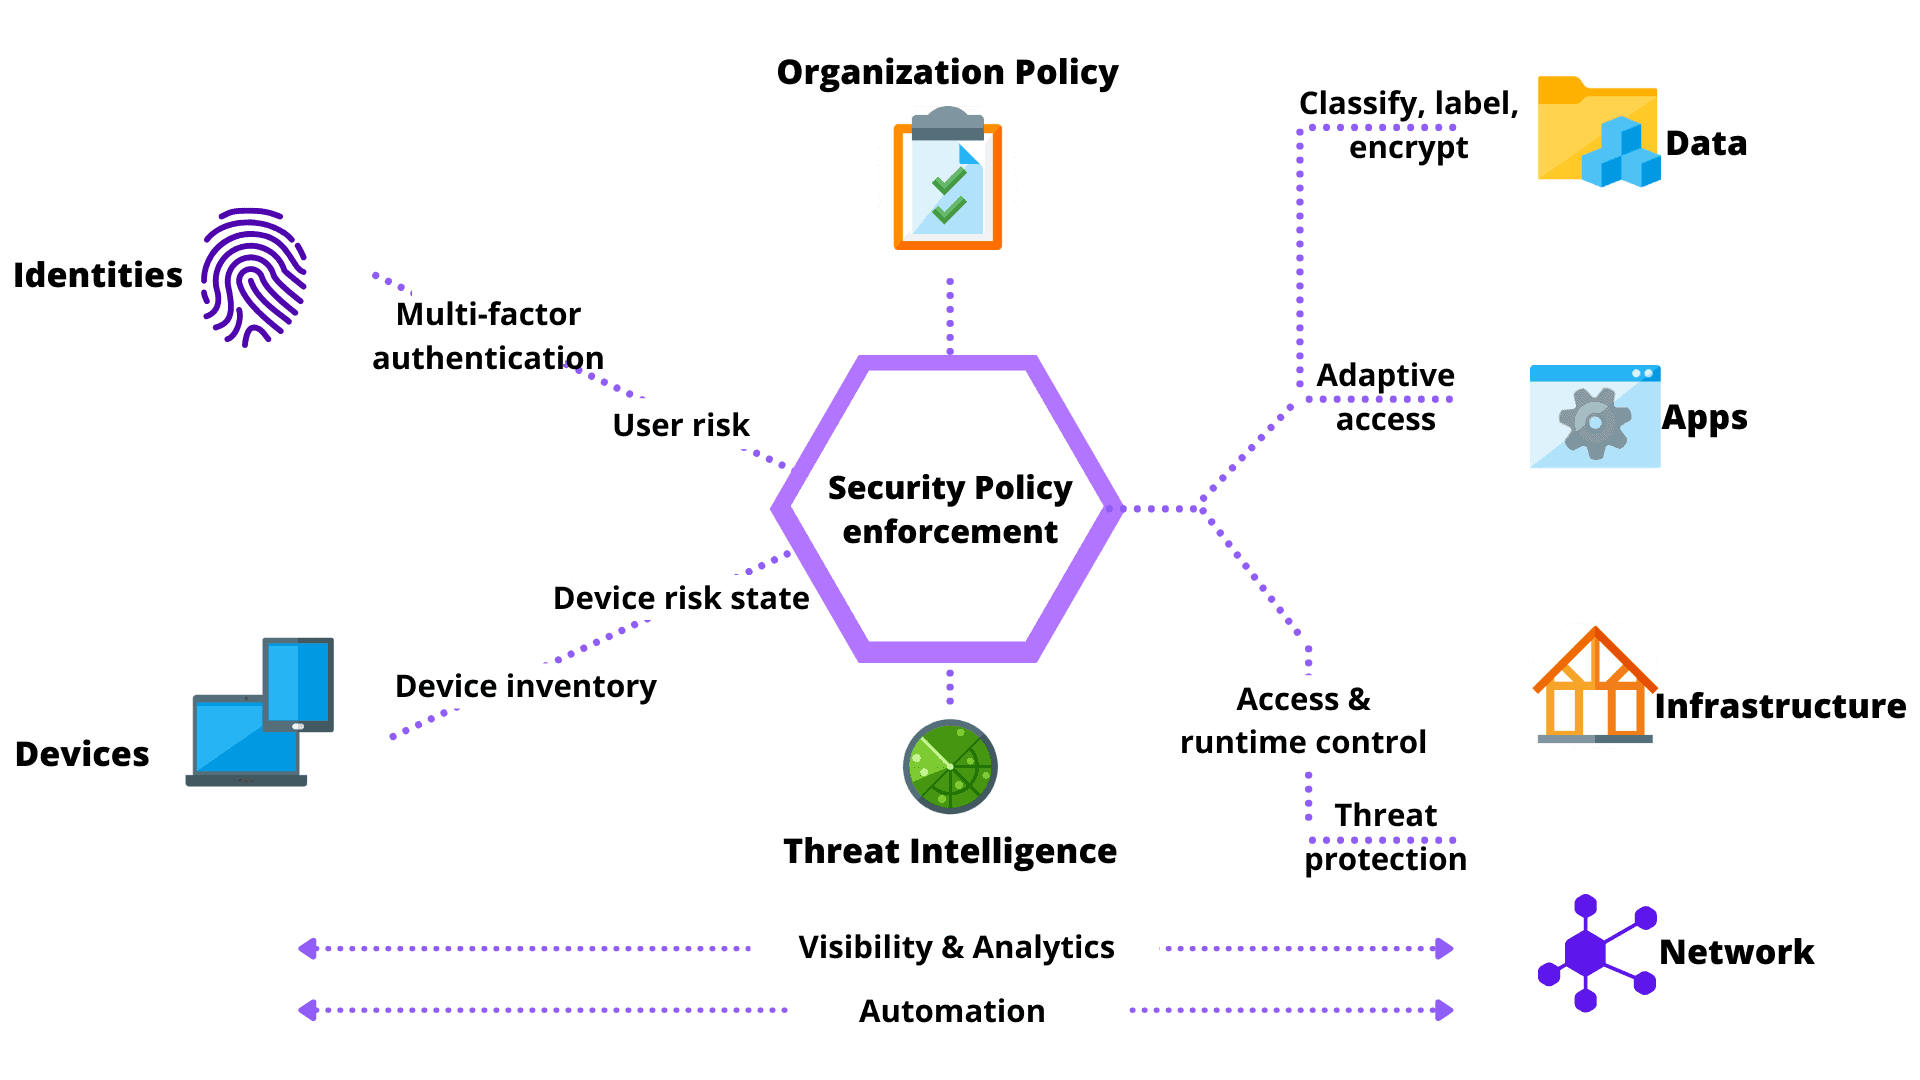 Organization Policy
Classify, label,
encrypt
Data
Identities
Multi-factor
authentication
User risk
Adaptive
access
Apps
Security Policy
enforcement
Device risk state
Device inventory
Devices
Access &
runtime control
Infrastructure
Threat
protection
Threat Intelligence
Visibility & Analytics
Network
Automation